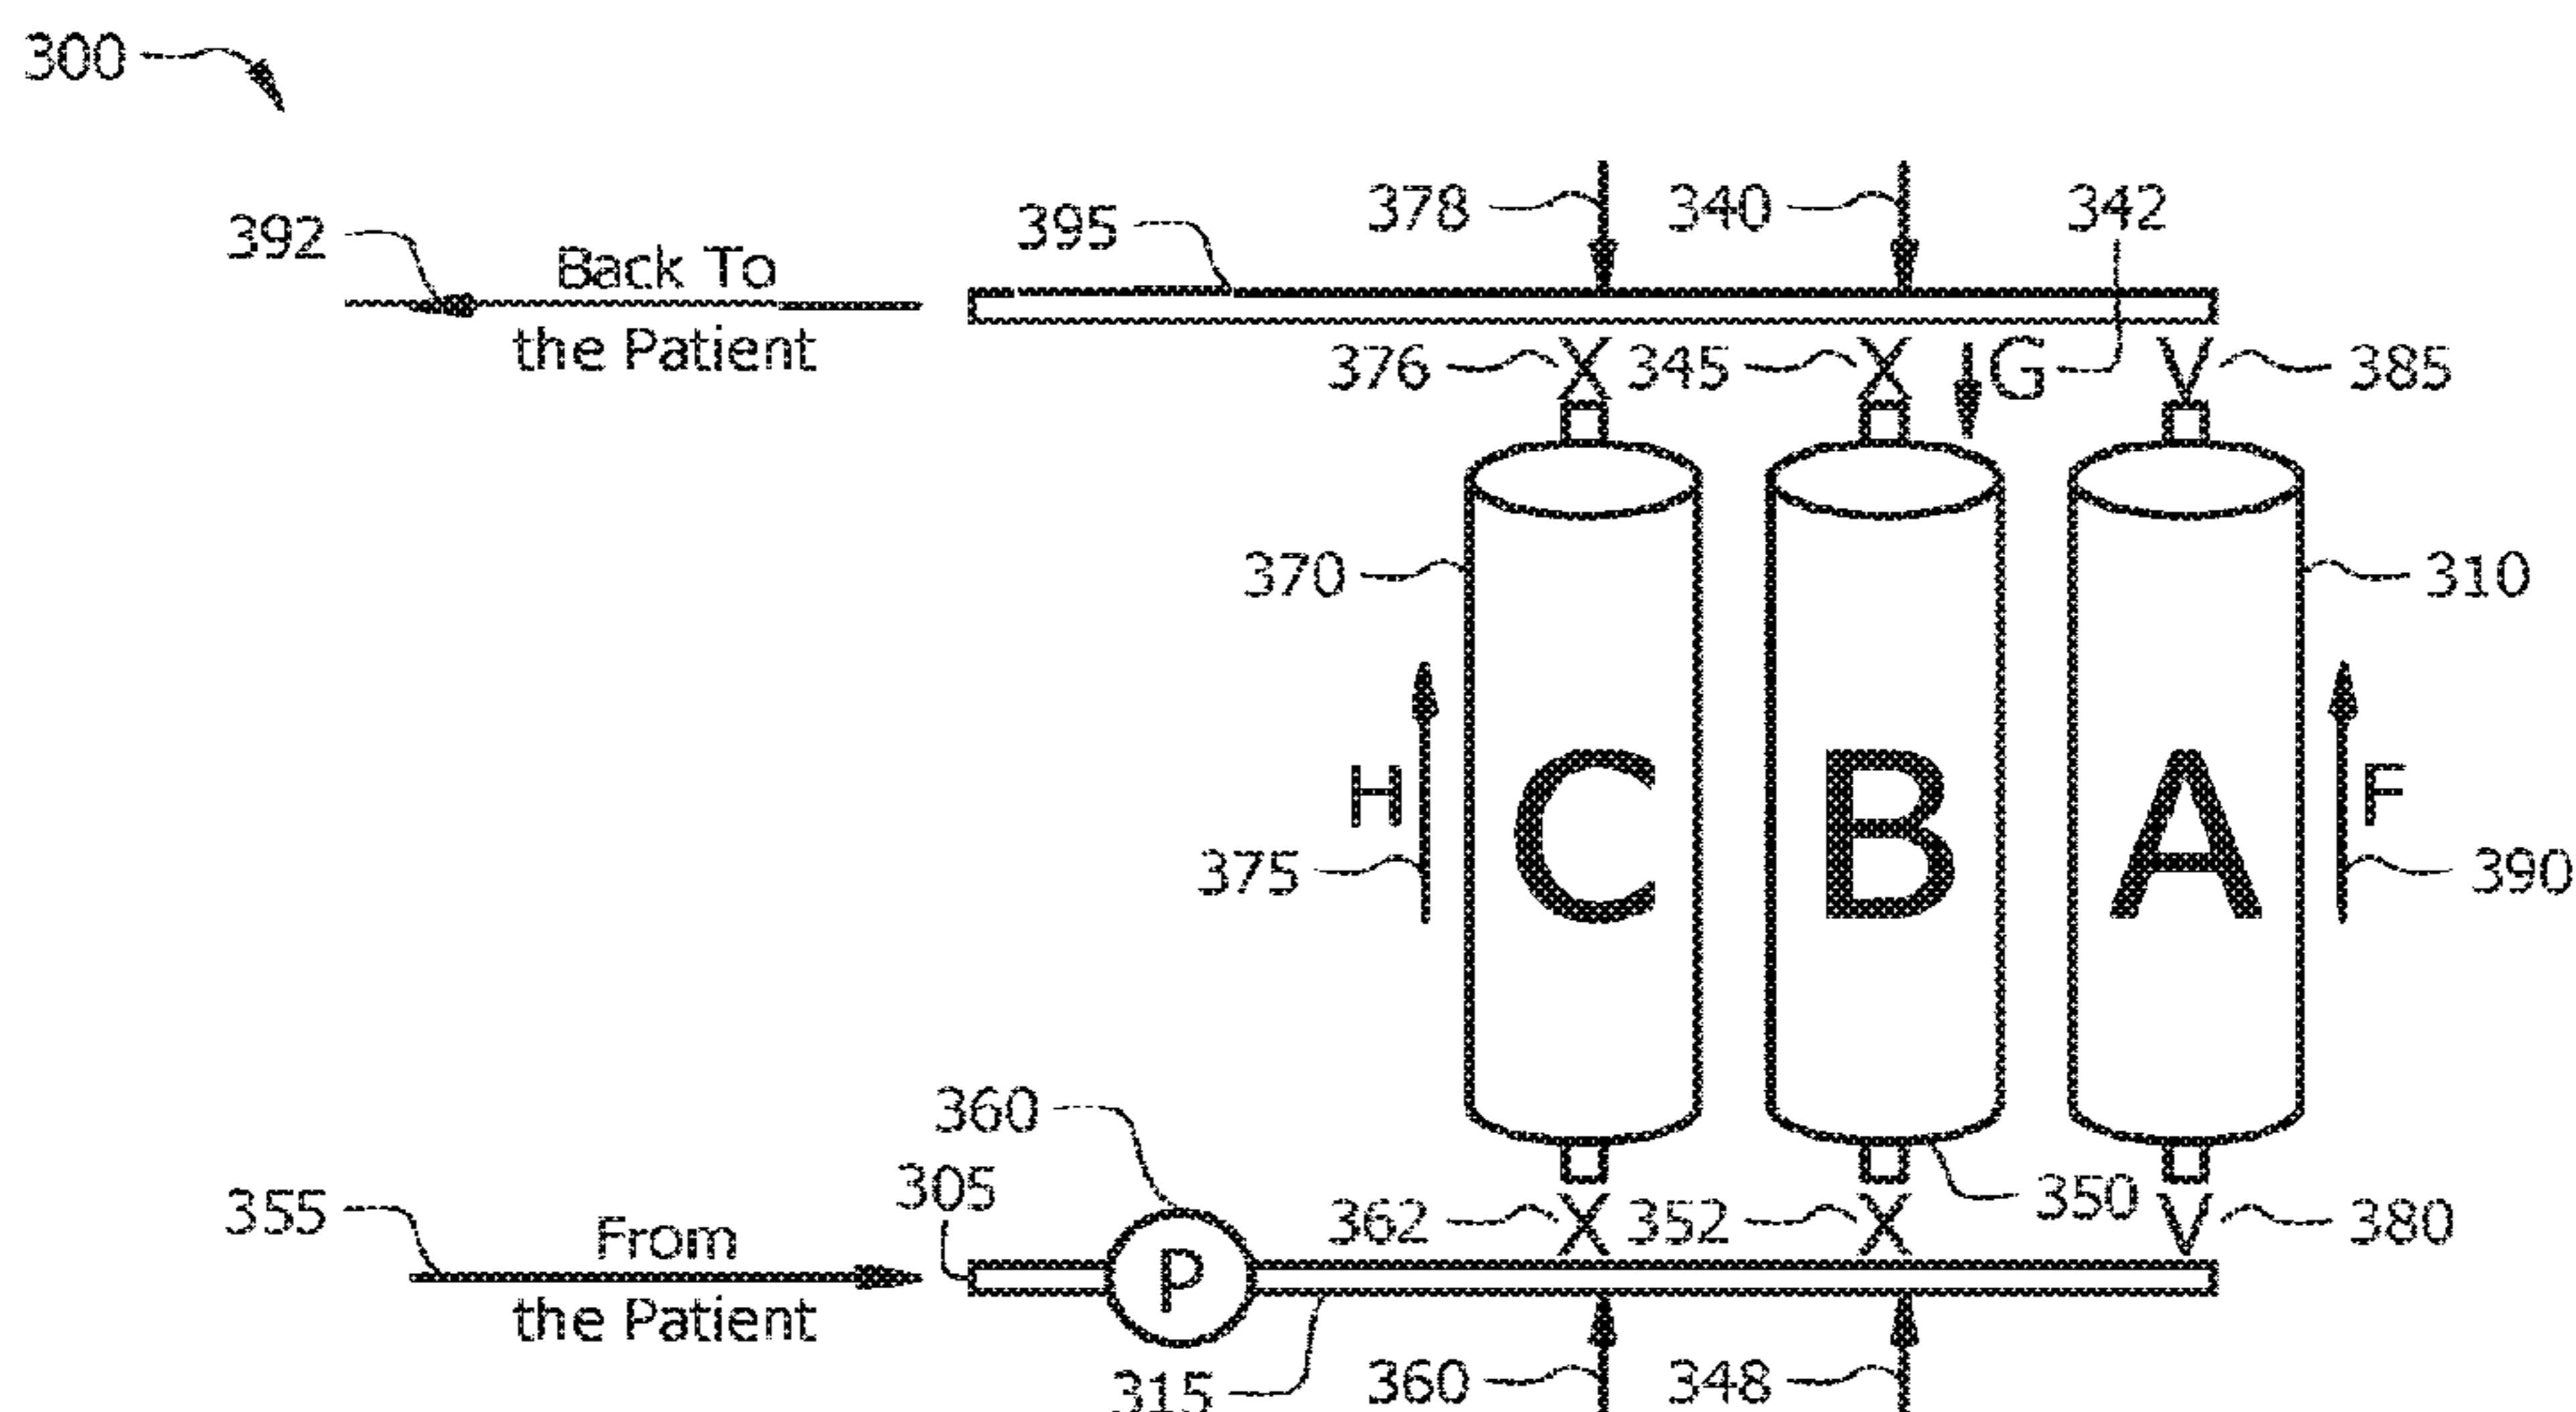 300
378 340 342
392 Back To 395
the Patient
376 X 345 X G V 385
370 310
C B A
H F
375 390
360
305
355 From 362 X 352 X 350 V 380
P
the Patient
315 360 348